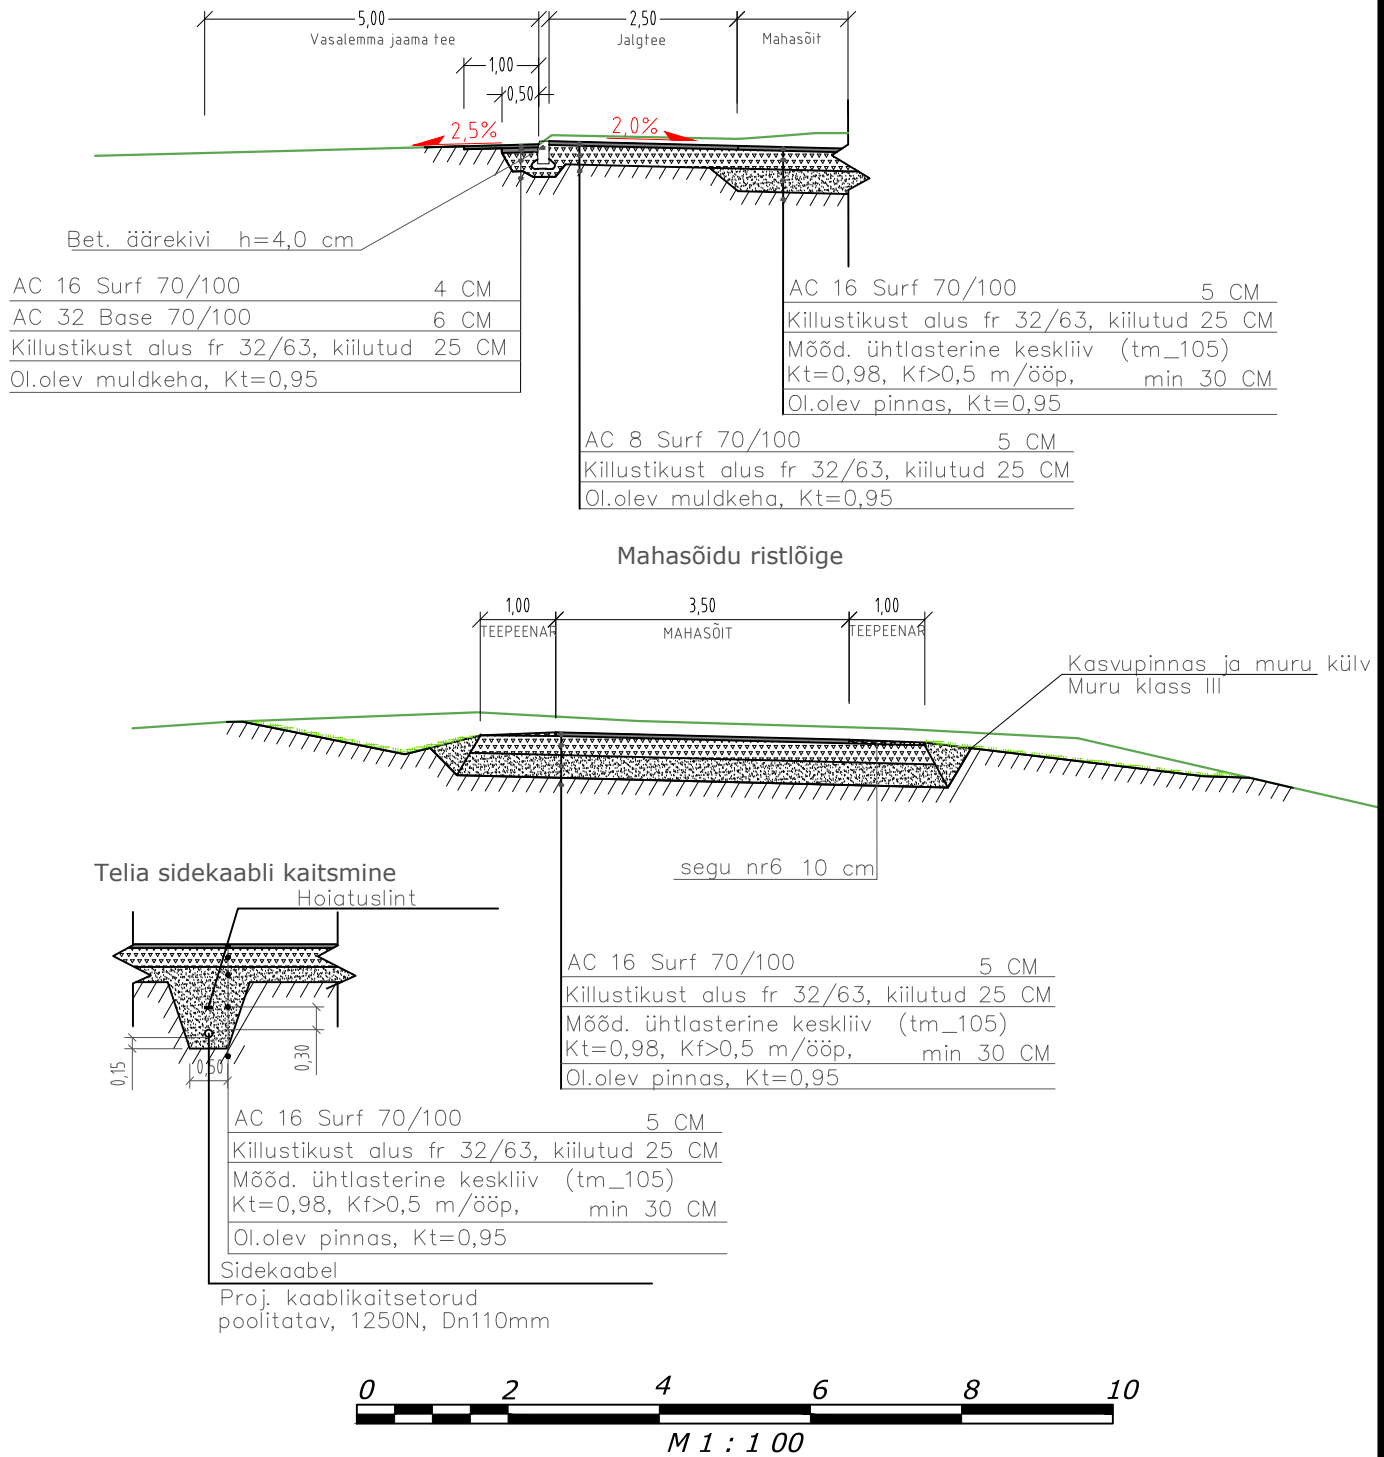 5,00
2,50
Vasalemma jaama tee
Jalgtee
Mahasõit
1,00
0,50
2,5%
2,0%
Bet. äärekivi h=4,0 cm
AC 16 Surf 70/100 4 CM
AC 32 Base 70/100 6 CM
Killustikust alus fr 32/63, kiilutud 25 CM
Ol.olev muldkeha, Kt=0,95
AC 16 Surf 70/100 5 CM
Killustikust alus fr 32/63, kiilutud 25 CM
Mõõd. ühtlasterine keskliiv (tm_105)
Kt=0,98, Kf>0,5 m/ööp, min 30 CM
Ol.olev pinnas, Kt=0,95
AC 8 Surf 70/100 5 CM
Killustikust alus fr 32/63, kiilutud 25 CM
Ol.olev muldkeha, Kt=0,95
Mahasõidu ristlõige
1,00
3,50
1,00
TEEPEENAR
MAHASÕIT
TEEPEENAR
Kasvupinnas ja muru külv
Muru klass III
segu nr6 10 cm
Telia sidekaabli kaitsmine
Hoiatuslint
0,15
0,50
0,30
AC 16 Surf 70/100 5 CM
Killustikust alus fr 32/63, kiilutud 25 CM
Mõõd. ühtlasterine keskliiv (tm_105)
Kt=0,98, Kf>0,5 m/ööp, min 30 CM
Ol.olev pinnas, Kt=0,95
AC 16 Surf 70/100 5 CM
Killustikust alus fr 32/63, kiilutud 25 CM
Mõõd. ühtlasterine keskliiv (tm_105)
Kt=0,98, Kf>0,5 m/ööp, min 30 CM
Ol.olev pinnas, Kt=0,95
Sidekaabel
Proj. kaablikaitsetorud
poolitatav, 1250N, Dn110mm
0 2 4 6 8 10
M 1 : 1 00